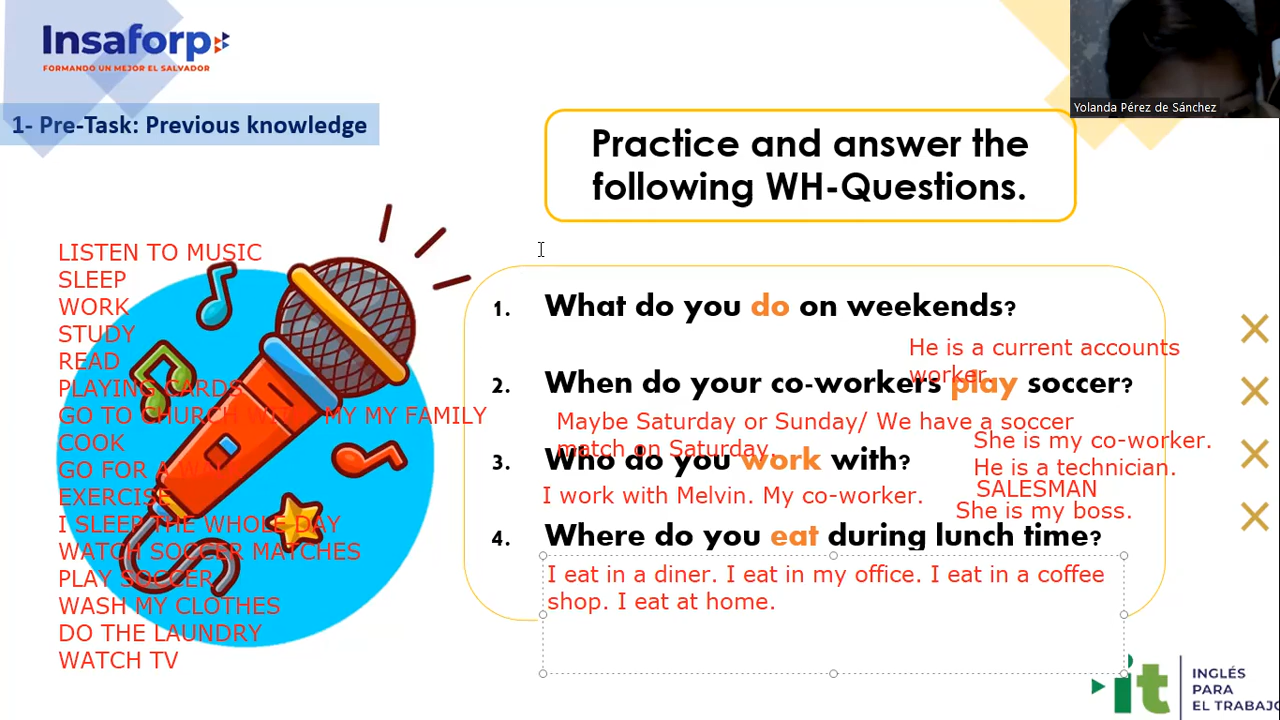 Insaforp
FORMANDO UN MEJOR EL SALVADOR
Yolanda Pérez de Sánchez
1- Pre-Task: Previous knowledge
Practice and answer the
following WH-Questions.
LISTEN TO MUSIC
SLEEP
WORK
STUDY
READ
PLAYING CARDS
GO TO CHURCH WITH MY MY FAMILY
COOK
GO FOR A WALK
EXERCISE
I SLEEP THE WHOLE DAY
WATCH SOCCER MATCHES
PLAY SOCCER
WASH MY CLOTHES
DO THE LAUNDRY
WATCH TV
1. What do you do on weekends?
He is a current accounts
worker.
2. When do your co-workers play soccer?
Maybe Saturday or Sunday/ We have a soccer
match on Saturday.
3. Who do you work with?
She is my co-worker.
He is a technician.
SALESMAN
She is my boss.
I work with Melvin. My co-worker.
4. Where do you eat during lunch time?
I eat in a diner. I eat in my office. I eat in a coffee
shop. I eat at home.
it
INGLÉS
PARA
EL TRABAJO